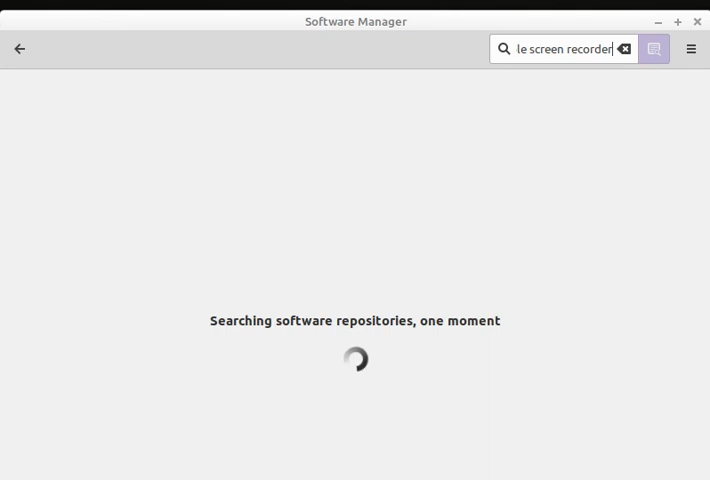 Software Manager
le screen recorder
Searching software repositories, one moment